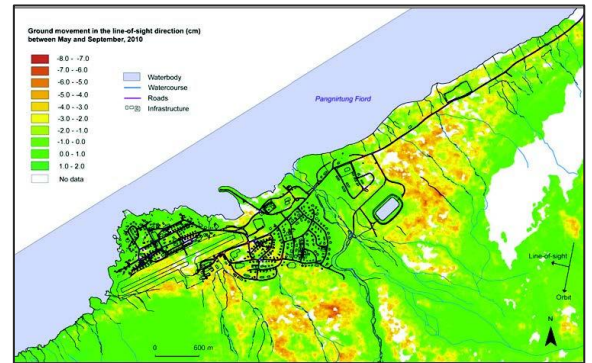 Ground movement in the line-of-sight direction (cm)
between May and September, 2010
-8.0 - -7.0
-7.0 - -6.0
-6.0 - -5.0
-5.0 - -4.0
-4.0 - -3.0
-3.0 - -2.0
-2.0 - -1.0
-1.0 - 0.0
0.0 - 1.0
1.0 - 2.0
No data
Waterbody
Watercourse
Roads
Infrastructure
Pangnirtung Fiord
Line-of-sight
Orbit
N
0 600 m